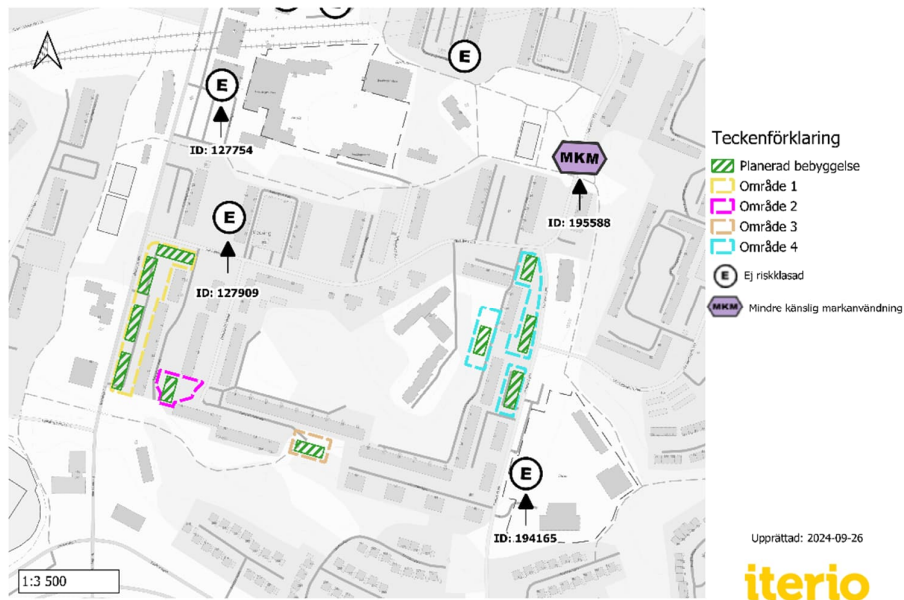 E
E
ID: 127754
MKM
ID: 195588
E
ID: 127909
E
ID: 194165
1:3 500
Teckenförklaring
Planerad bebyggelse
Område 1
Område 2
Område 3
Område 4
E Ej riskklasad
MKM Mindre känslig markanvändning
Upprättad: 2024-09-26
iterio